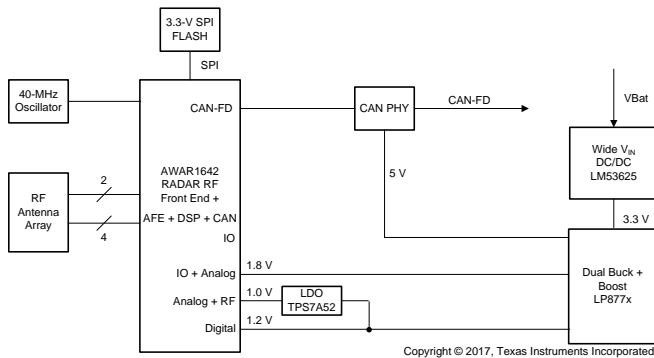 3.3-V SPI
FLASH
SPI
40-MHz
Oscillator
CAN-FD
CAN PHY
CAN-FD
VBat
Wide VIN
DC/DC
LM53625
5 V
3.3 V
RF
Antenna
Array
2
4
AWAR1642
RADAR RF
Front End +
AFE + DSP + CAN
IO
IO + Analog
1.8 V
Analog + RF
1.0 V
LDO
TPS7A52
Digital
1.2 V
Dual Buck +
Boost
LP877x
Copyright © 2017, Texas Instruments Incorporated